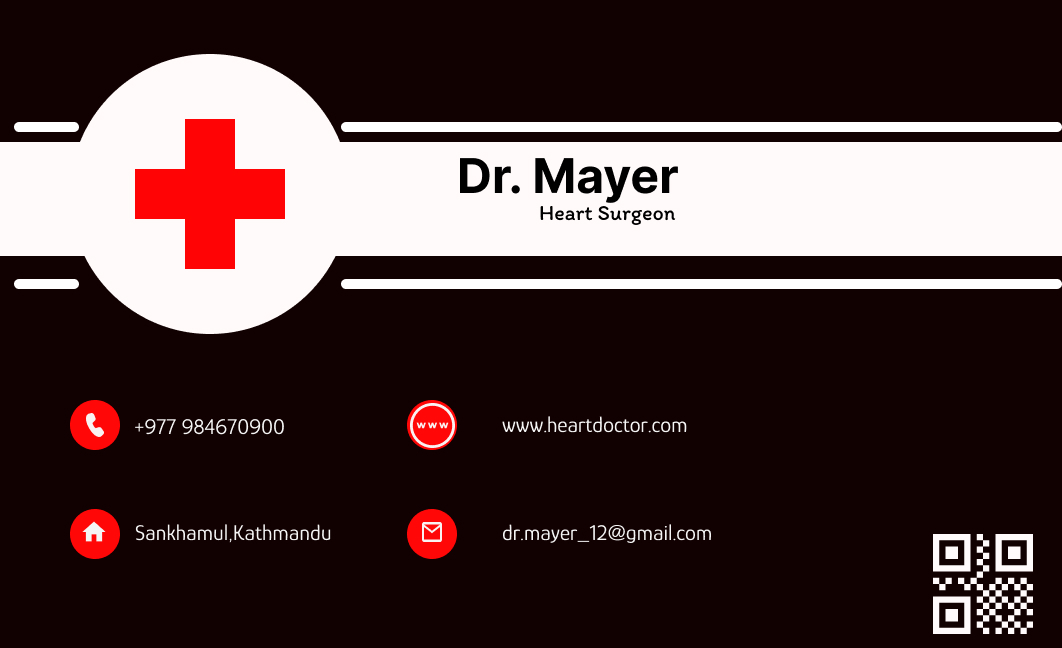 Dr. Mayer
Heart Surgeon
+977 984670900
www
www.heartdoctor.com
Sankhamul,Kathmandu
dr.mayer_12@gmail.com